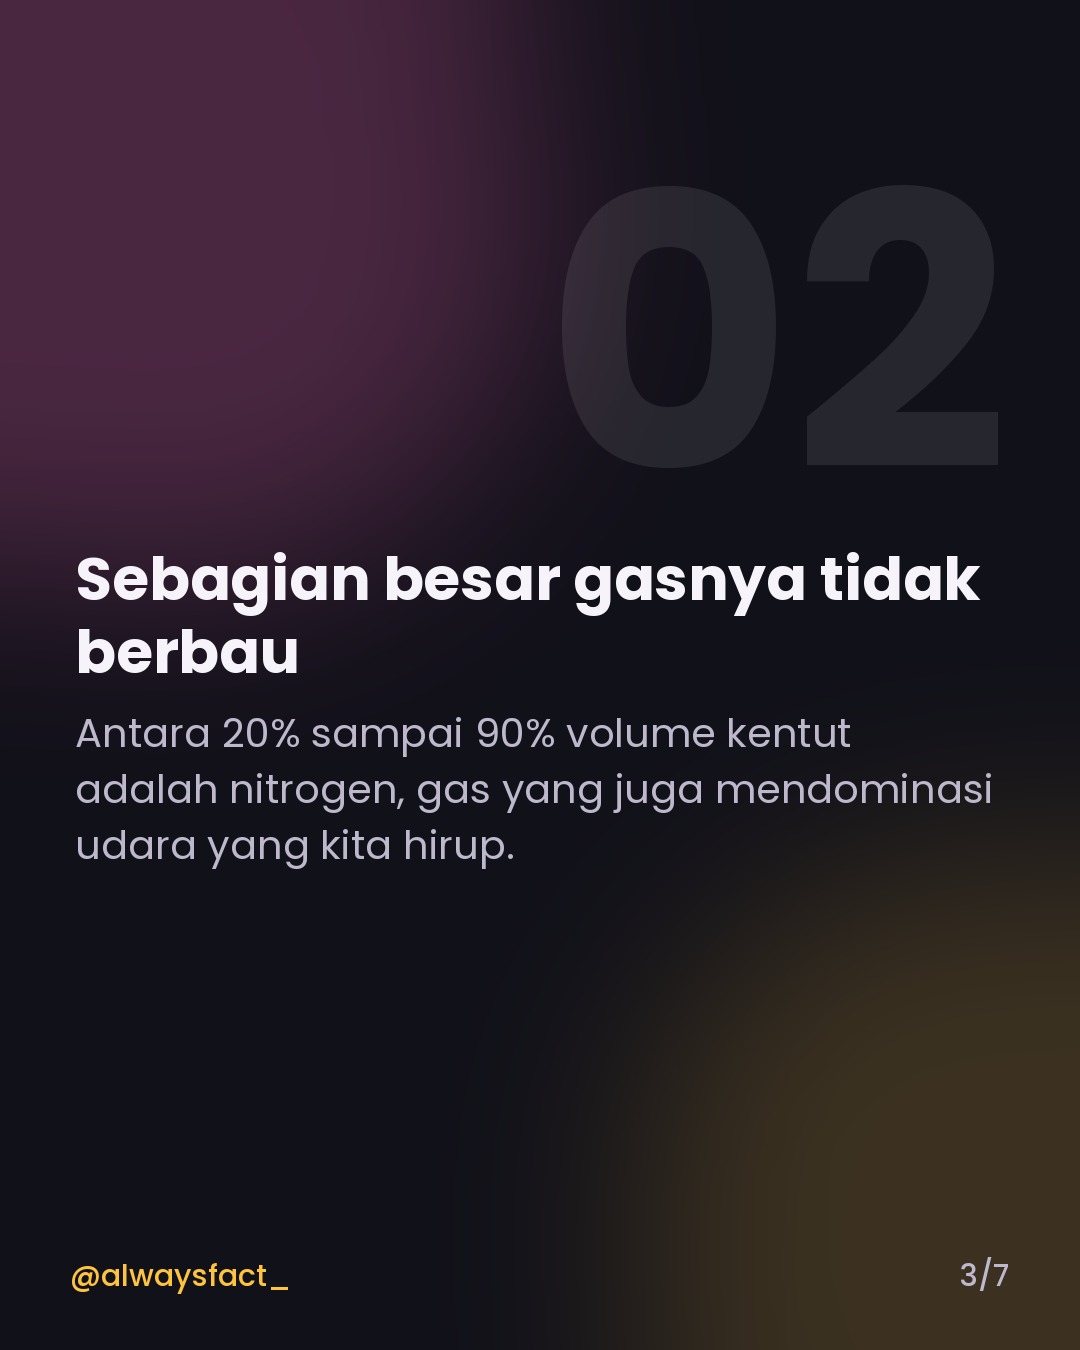 02
Sebagian besar gasnya tidak
berbau
Antara 20% sampai 90% volume kentut
adalah nitrogen, gas yang juga mendominasi
udara yang kita hirup.
@alwaysfact_
3/7